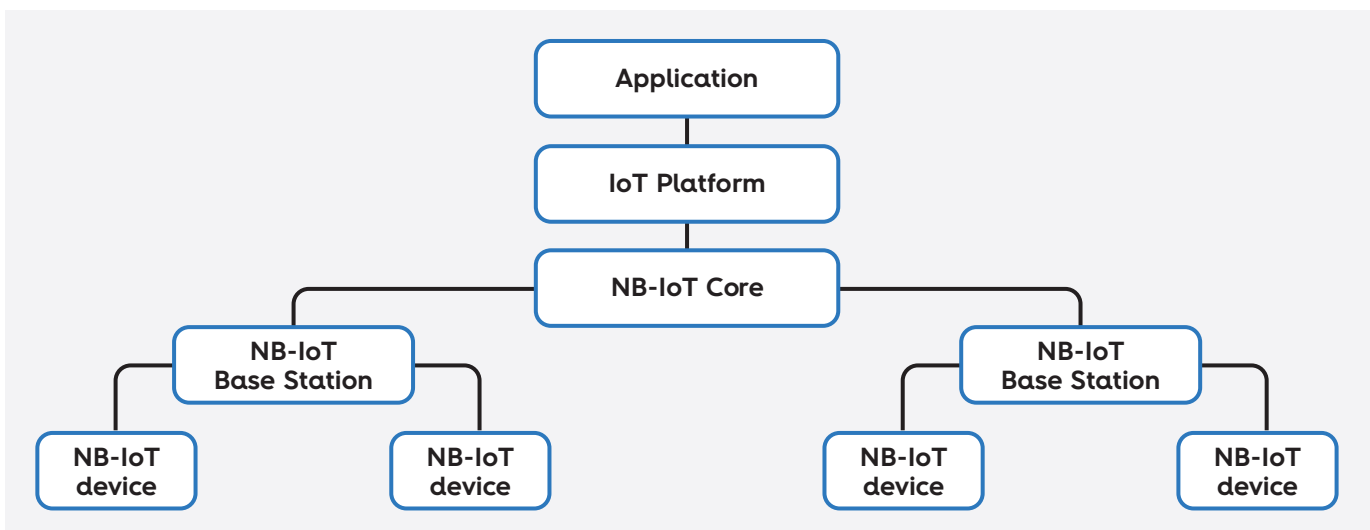 Application
IoT Platform
NB-IoT Core
NB-IoT
Base Station
NB-IoT
Base Station
NB-IoT
device
NB-IoT
device
NB-IoT
device
NB-IoT
device